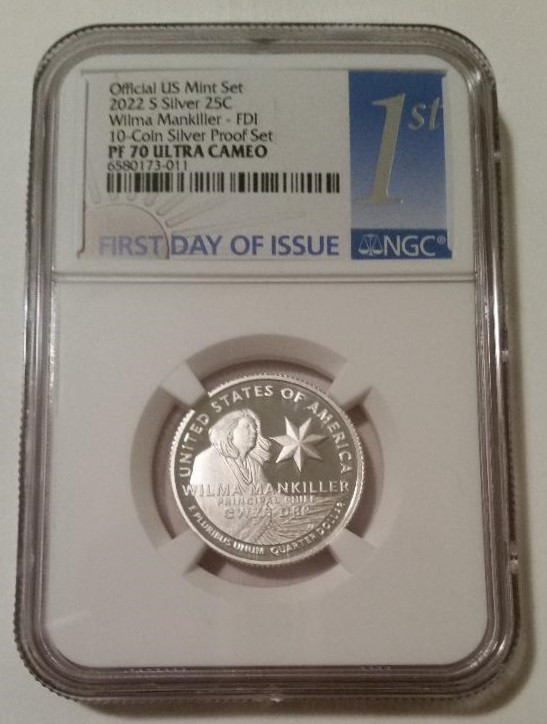 Official US Mint Set
2022 S Silver 25C
Wilma Mankiller - FDI
10-Coin Silver Proof Set
PF 70 ULTRA CAMEO
6580173-011
1st
FIRST DAY OF ISSUE
NGC®
UNITED STATES OF AMERICA
WILMA MANKILLER
PRINCIPAL CHIEF
ᏣᎳᎩᎯ ᎠᏰᎵ
E PLURIBUS UNUM QUARTER DOLLAR